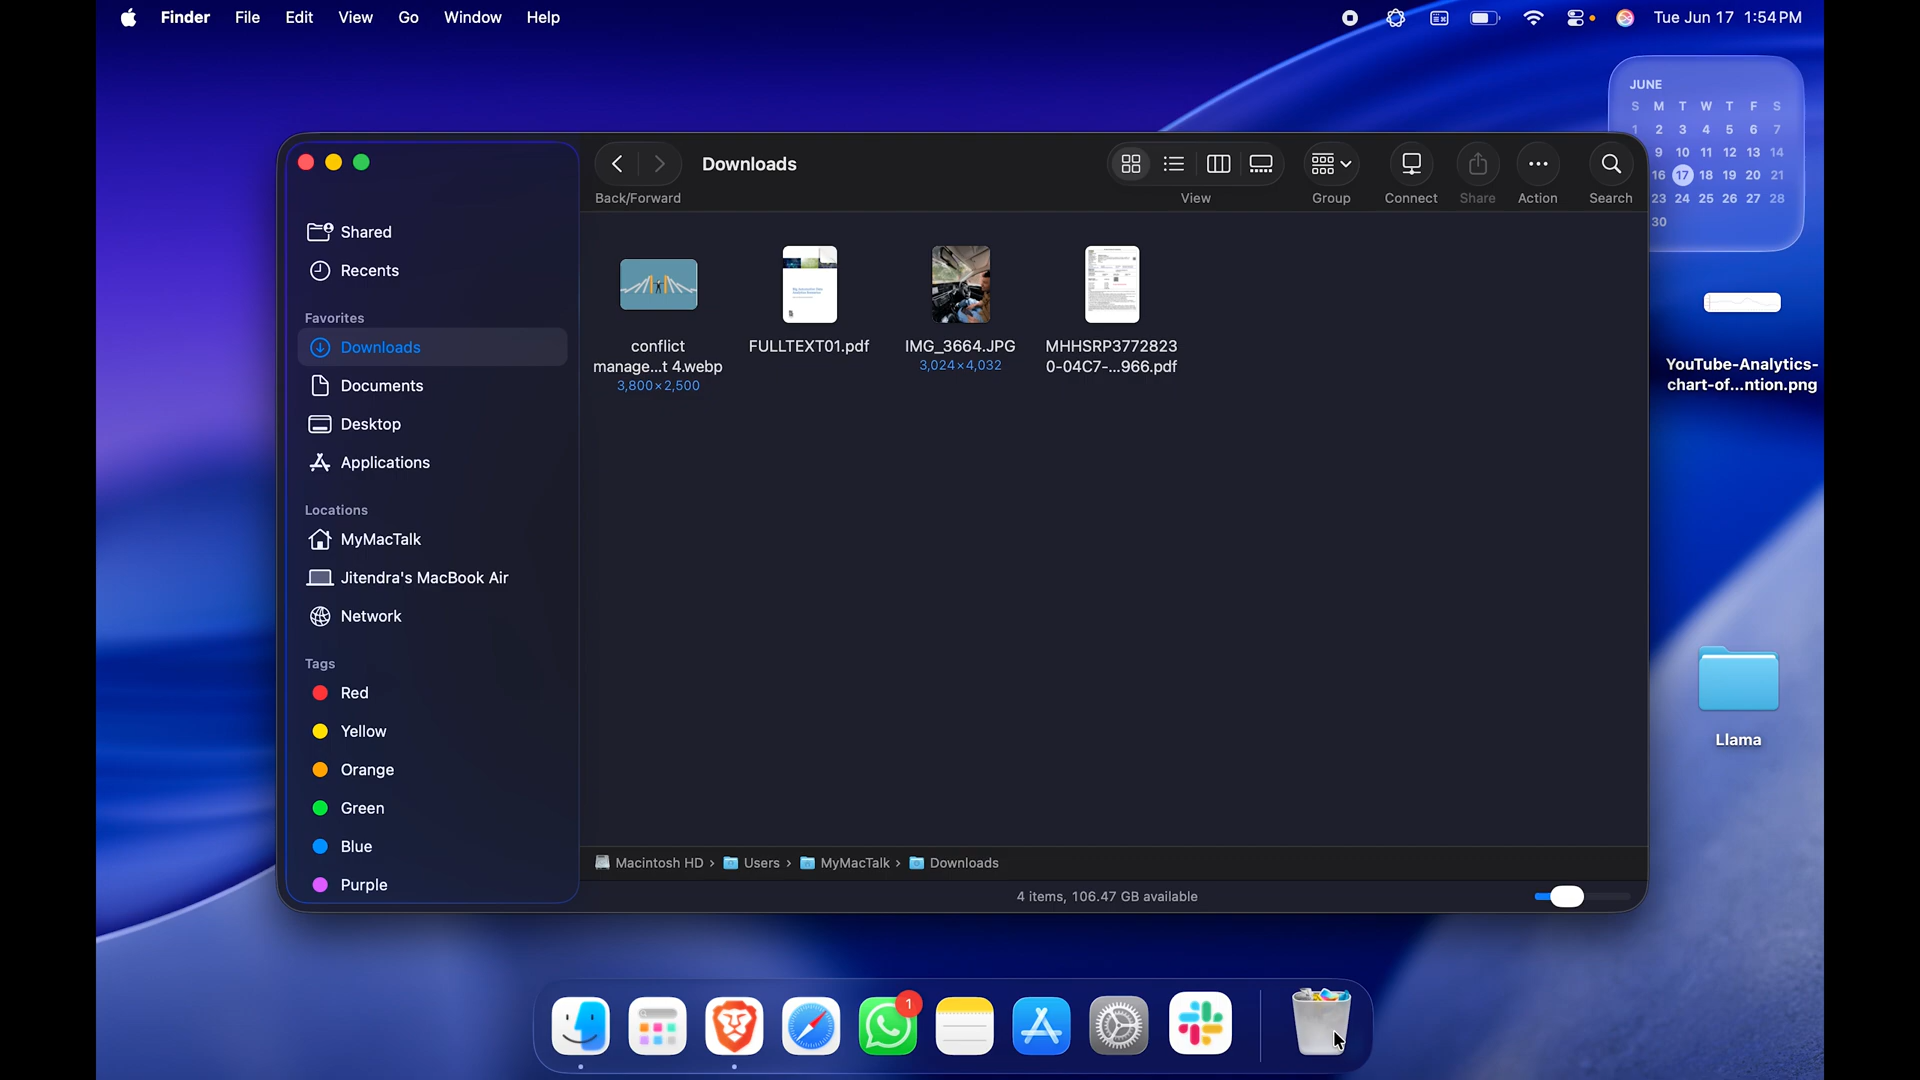 Finder File Edit View Go Window Help
Tue Jun 17 1:54 PM
JUNE
S M T W T F S
1 2 3 4 5 6 7
9 10 11 12 13 14
16 17 18 19 20 21
23 24 25 26 27 28
30
Downloads
Back/Forward View Group Connect Share Action Search
Shared
Recents
Favorites
Downloads
Documents
Desktop
Applications
Locations
MyMacTalk
Jitendra's MacBook Air
Network
Tags
Red
Yellow
Orange
Green
Blue
Purple
conflict
manage...t 4.webp
3,800×2,500
FULLTEXT01.pdf
IMG_3664.JPG
3,024×4,032
MHHSRP3772823
0-04C7-...966.pdf
YouTube-Analytics-
chart-of...ntion.png
Llama
Macintosh HD › Users › MyMacTalk › Downloads
4 items, 106.47 GB available
1